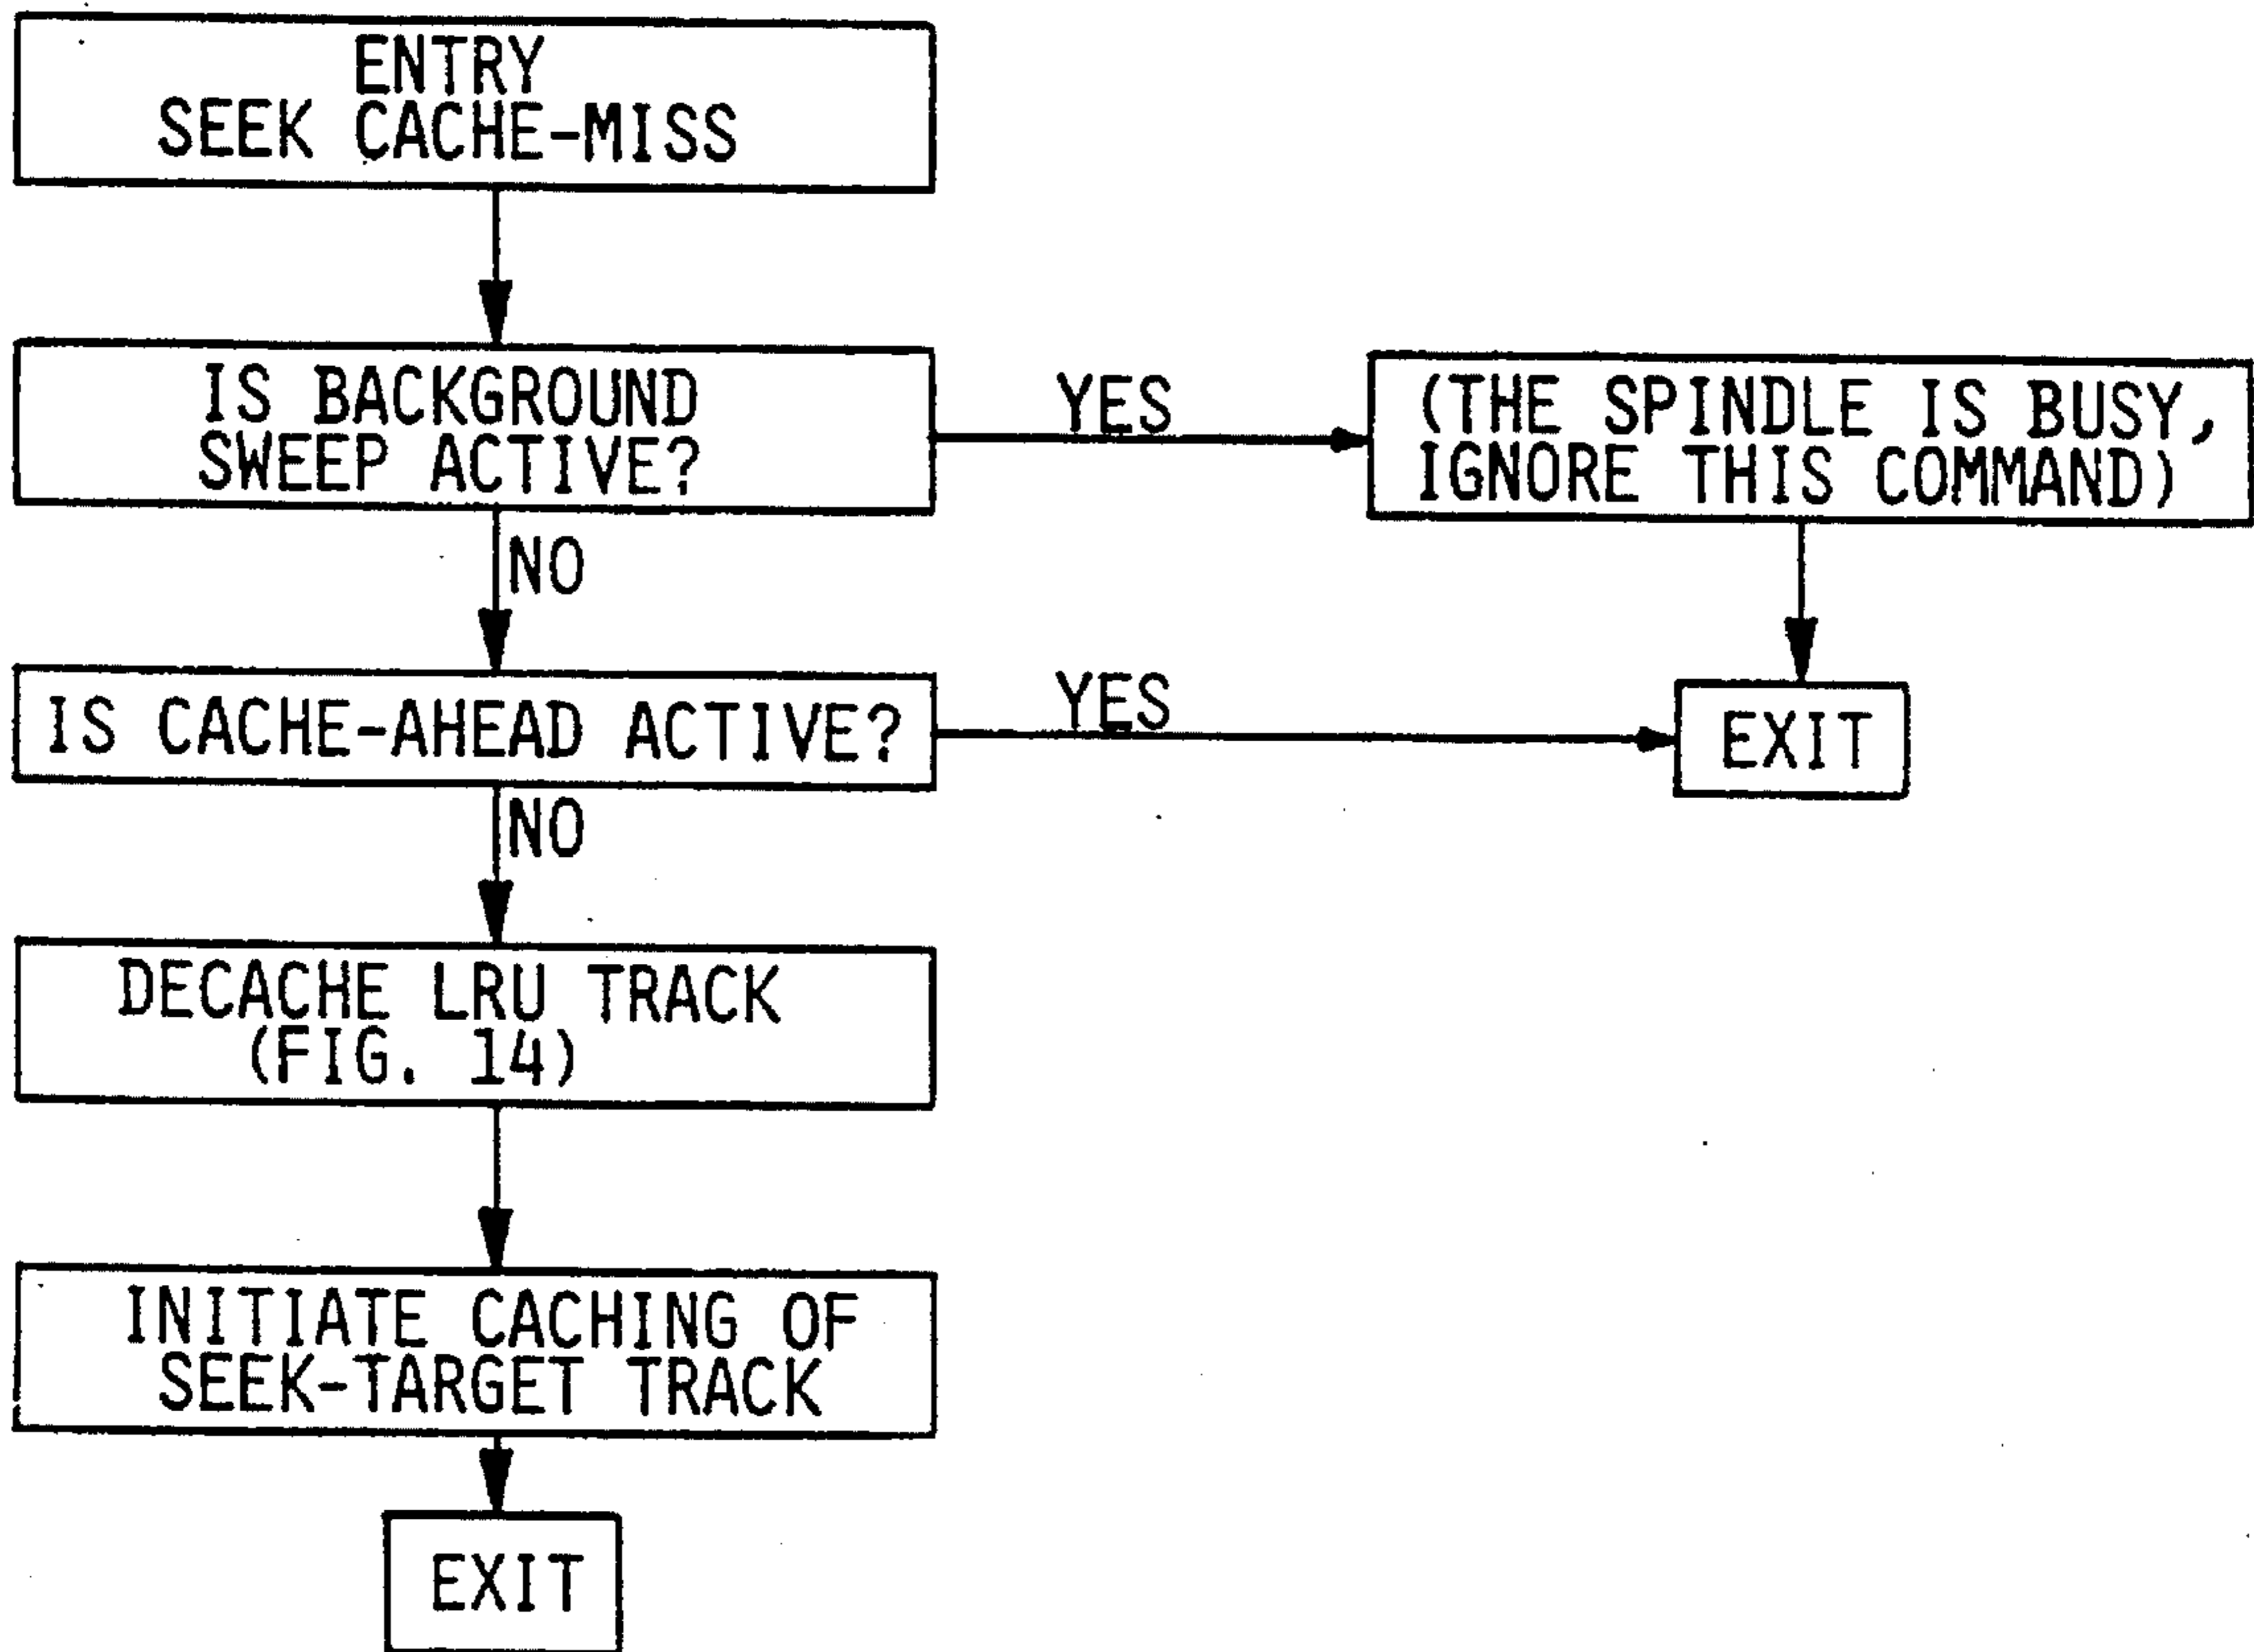 ENTRY
SEEK CACHE-MISS
IS BACKGROUND
SWEEP ACTIVE?
YES
(THE SPINDLE IS BUSY,
IGNORE THIS COMMAND)
NO
IS CACHE-AHEAD ACTIVE?
YES
EXIT
NO
DECACHE LRU TRACK
(FIG. 14)
INITIATE CACHING OF
SEEK-TARGET TRACK
EXIT